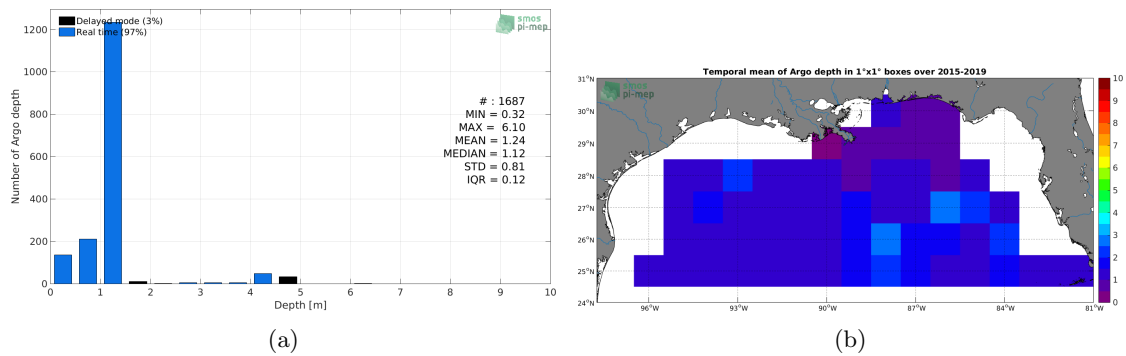 Delayed mode (3%)
Real time (97%)
smos
pi-mep
# : 1687
MIN = 0.32
MAX = 6.10
MEAN = 1.24
MEDIAN = 1.12
STD = 0.81
IQR = 0.12
Number of Argo depth
1200
1000
800
600
400
200
0
0 1 2 3 4 5 6 7 8 9 10
Depth [m]
(a)
Temporal mean of Argo depth in 1°x1° boxes over 2015-2019
smos
pi-mep
31°N
30°N
29°N
28°N
27°N
26°N
25°N
24°N
96°W 93°W 90°W 87°W 84°W 81°W
10
9
8
7
6
5
4
3
2
1
0
(b)